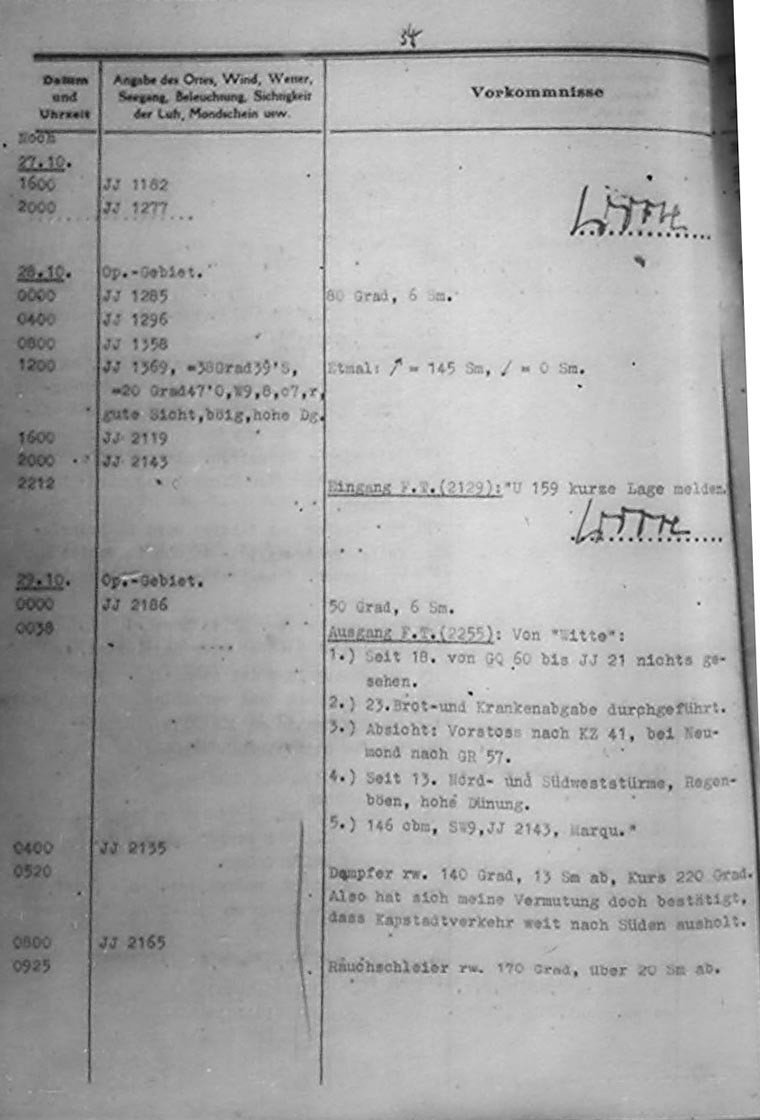 34
Datum
und
Uhrzeit
Angabe des Ortes, Wind, Wetter,
Seegang, Beleuchtung, Sichtigkeit
der Luft, Mondschein usw.
Vorkommnisse
Noch
27.10.
1600 JJ 1182
2000 JJ 1277
Witte
28.10. Op.-Gebiet.
0000 JJ 1285 80 Grad, 6 Sm.
0400 JJ 1296
0800 JJ 1358
1200 JJ 1369, =38Grad39'S, Etmal: = 145 Sm, = 0 Sm.
=20 Grad47'O,W9,8,c7,r,
gute Sicht,böig,hohe Dg.
1600 JJ 2119
2000 JJ 2143
2212 Eingang F.T.(2129):"U 159 kurze Lage melden.
Witte
29.10. Op.-Gebiet.
0000 JJ 2186 50 Grad, 6 Sm.
0038 Ausgang F.T.(2255): Von "Witte":
1.) Seit 18. von GQ 60 bis JJ 21 nichts ge-
sehen.
2.) 23.Brot-und Krankenabgabe durchgeführt.
3.) Absicht: Vorstoss nach KZ 41, bei Neu-
mond nach GR 57.
4.) Seit 13. Nord- und Südweststürme, Regen-
böen, hohe Dünung.
5.) 146 cbm, SW9,JJ 2143, Marqu."
0400 JJ 2135
0520 Dampfer rw. 140 Grad, 13 Sm ab, Kurs 220 Grad.
Also hat sich meine Vermutung doch bestätigt,
dass Kapstadtverkehr weit nach Süden ausholt.
0800 JJ 2165
0925 Rauchschleier rw. 170 Grad, über 20 Sm ab.